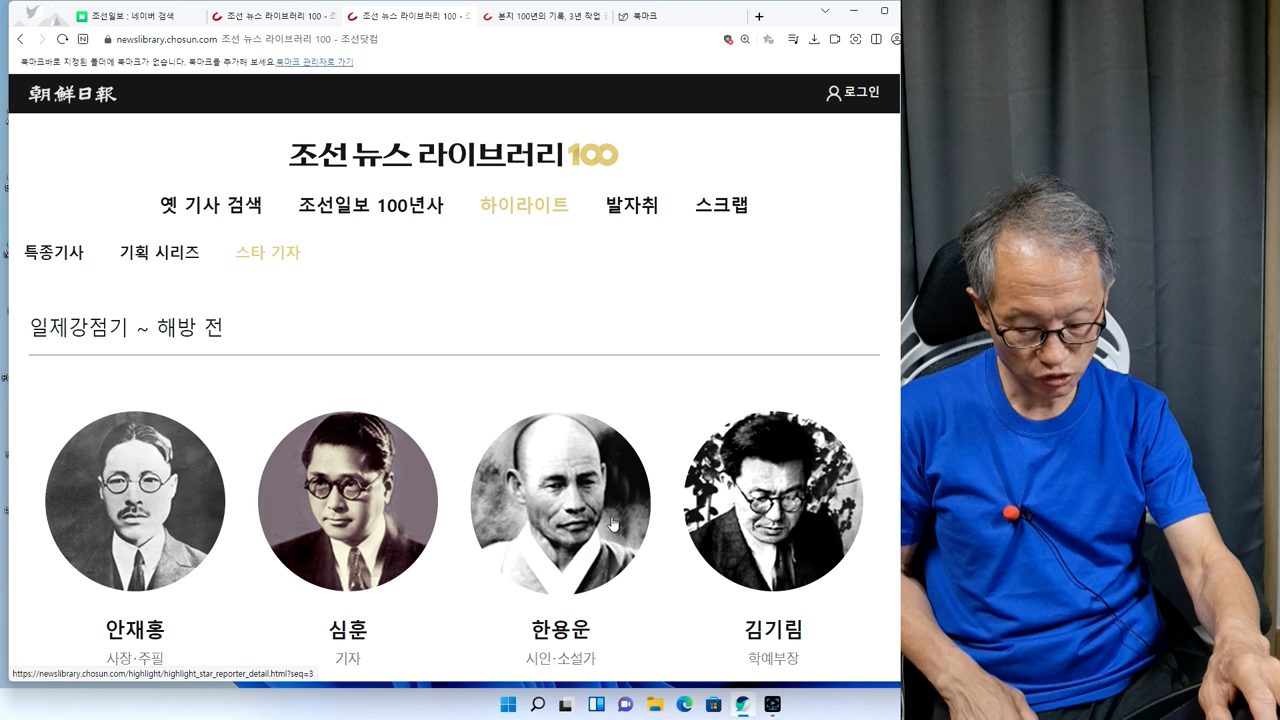 조선일보 : 네이버 검색
조선 뉴스 라이브러리 100 -
조선 뉴스 라이브러리 100 -
본지 100년의 기록, 3년 작업
북마크
newslibrary.chosun.com 조선 뉴스 라이브러리 100 - 조선닷컴
북마크바로 지정된 폴더에 북마크가 없습니다. 북마크를 추가해 보세요. 북마크 관리자로 가기
朝鮮日報
로그인
조선 뉴스 라이브러리 100
옛 기사 검색 조선일보 100년사 하이라이트 발자취 스크랩
특종기사 기획 시리즈 스타 기자
일제강점기 ~ 해방 전
안재홍 심훈 한용운 김기림
사장·주필 기자 시인·소설가 학예부장
https://newslibrary.chosun.com/highlight/highlight_star_reporter_detail.html?seq=3